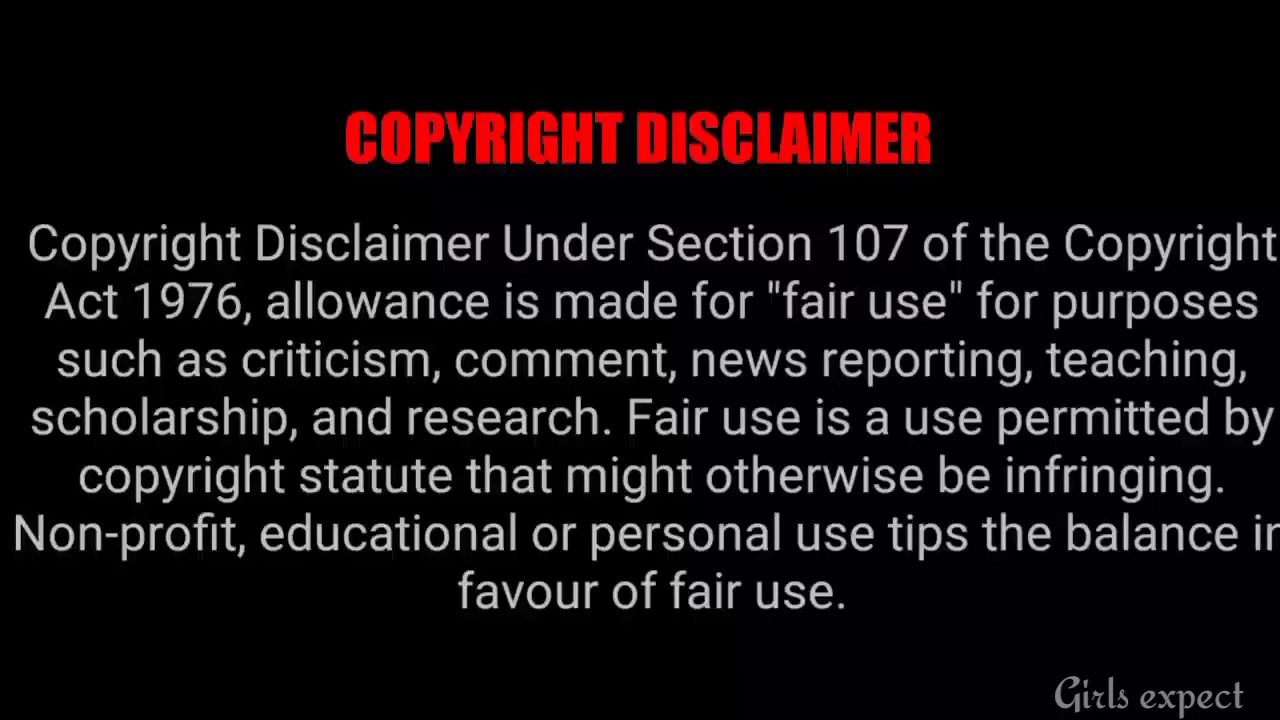 COPYRIGHT DISCLAIMER
Copyright Disclaimer Under Section 107 of the Copyright
Act 1976, allowance is made for "fair use" for purposes
such as criticism, comment, news reporting, teaching,
scholarship, and research. Fair use is a use permitted by
copyright statute that might otherwise be infringing.
Non-profit, educational or personal use tips the balance in
favour of fair use.
Girls expect